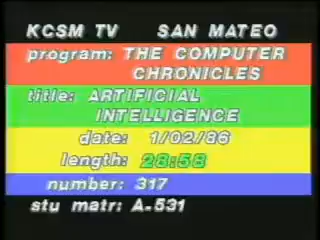 KCSM TV SAN MATEO
program: THE COMPUTER
CHRONICLES
title: ARTIFICIAL
INTELLIGENCE
date: 1/02/86
length: 28:58
number: 317
stu matr: A-531